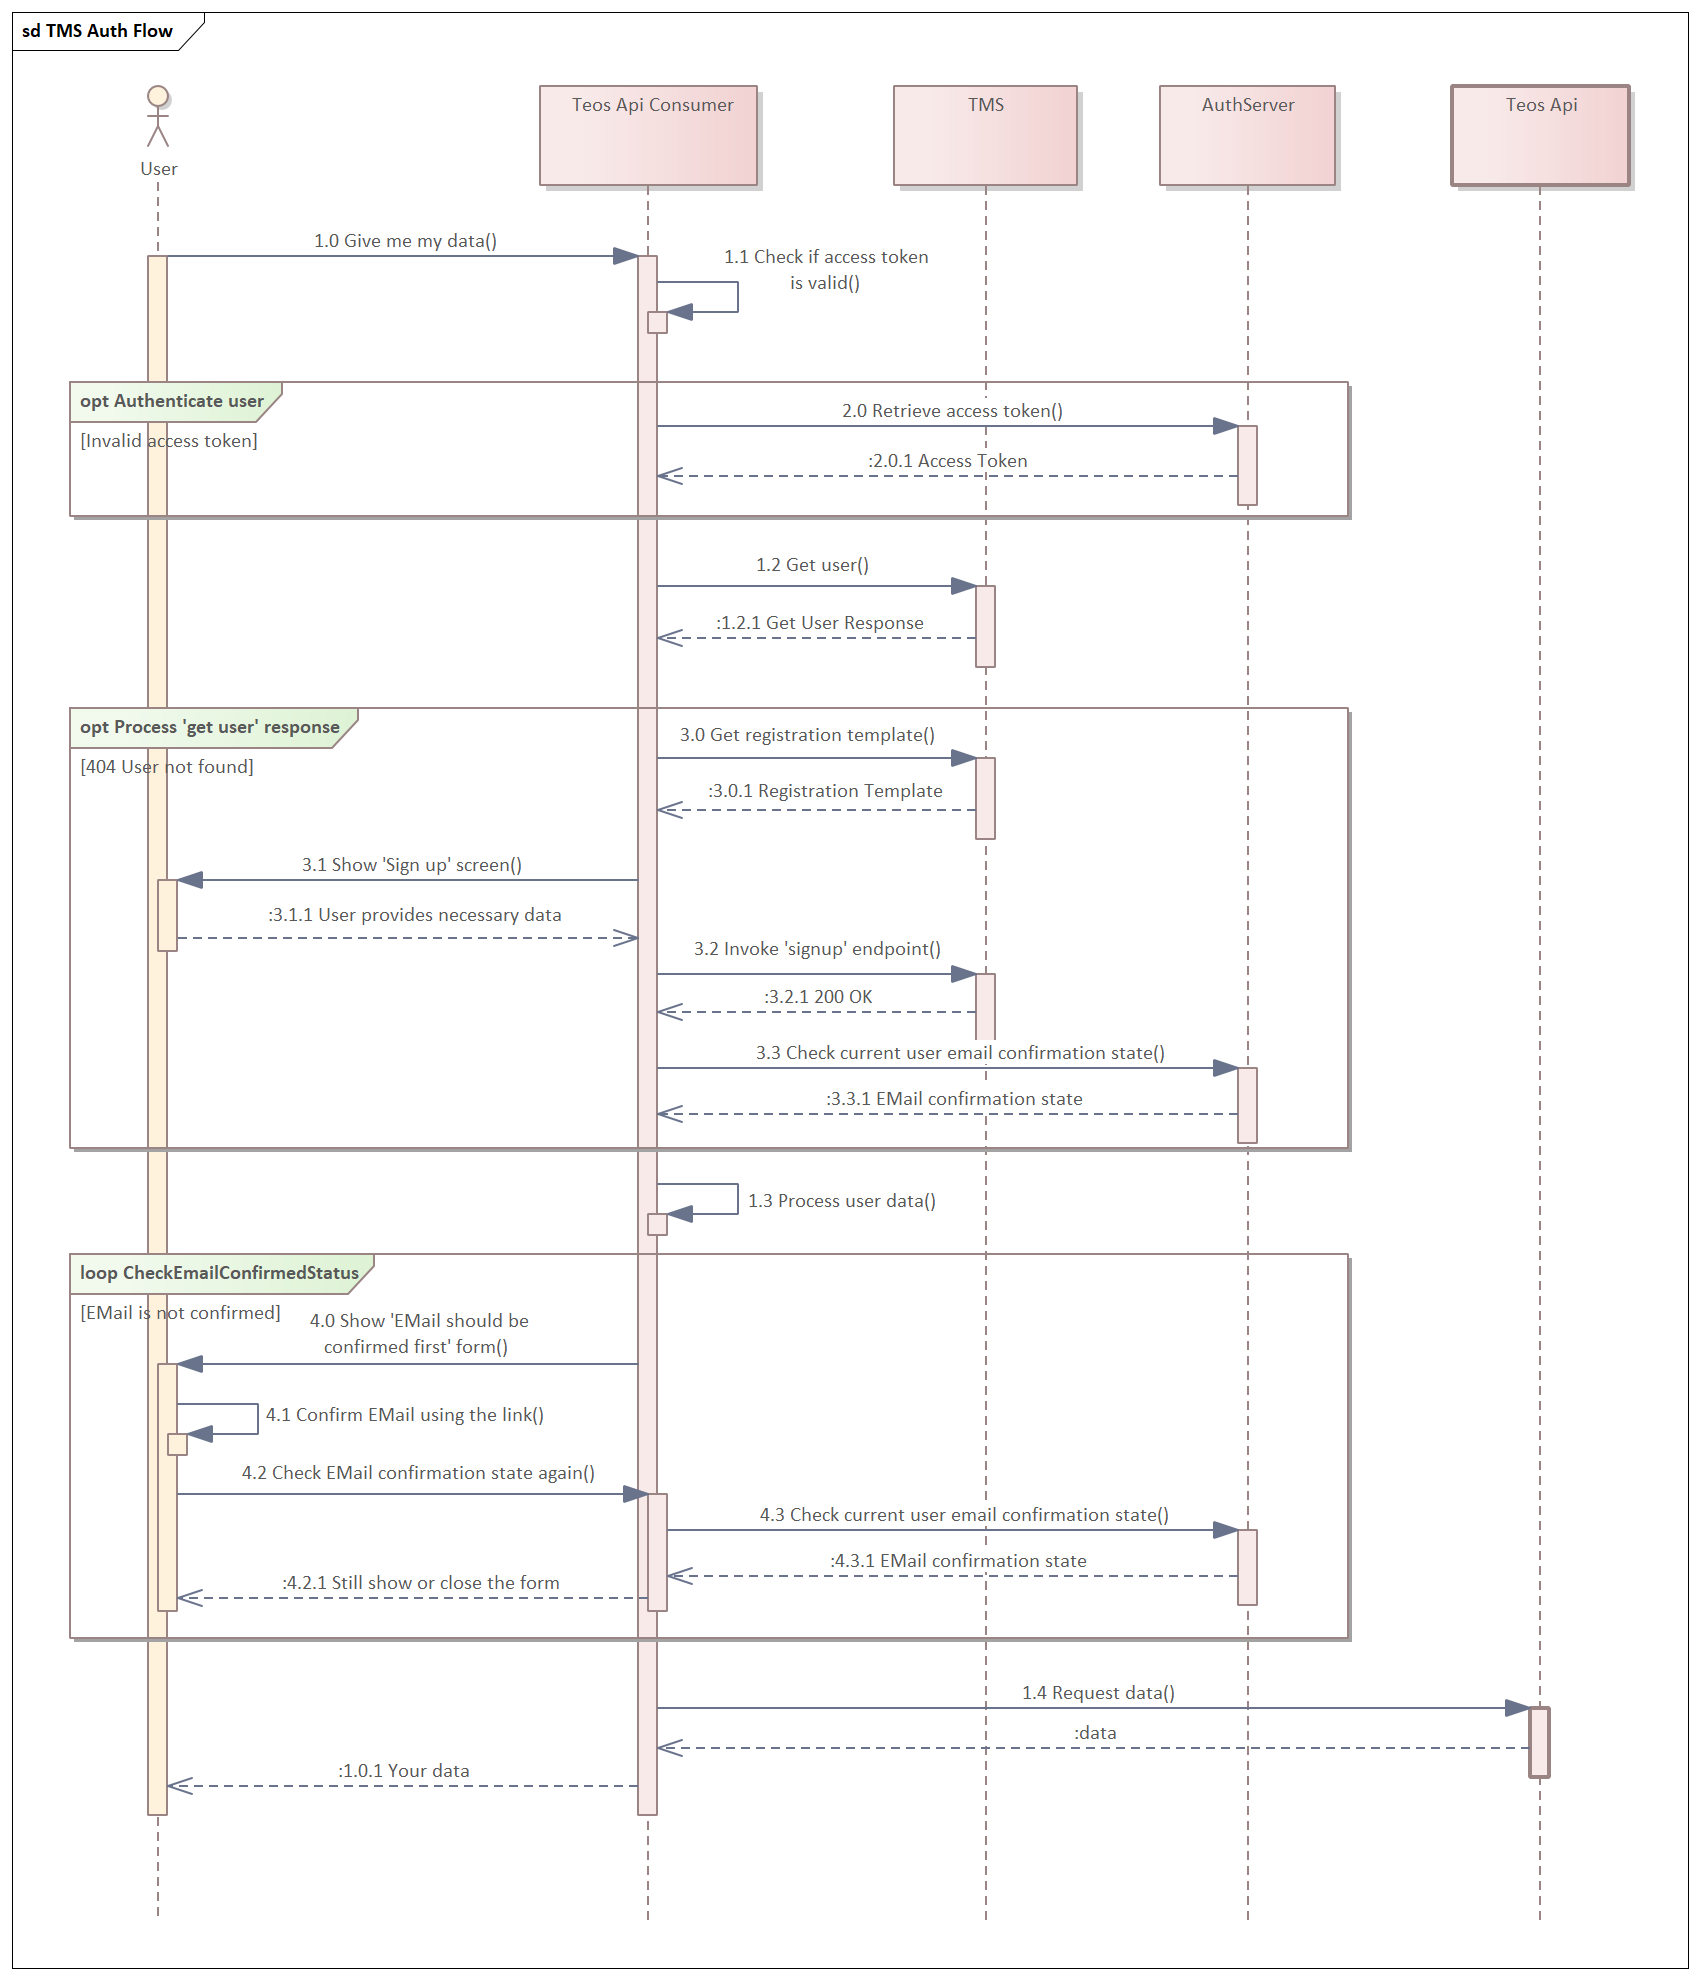 sd TMS Auth Flow
User
Teos Api Consumer
TMS
AuthServer
Teos Api
1.0 Give me my data()
1.1 Check if access token
is valid()
opt Authenticate user
[Invalid access token]
2.0 Retrieve access token()
:2.0.1 Access Token
1.2 Get user()
:1.2.1 Get User Response
opt Process 'get user' response
[404 User not found]
3.0 Get registration template()
:3.0.1 Registration Template
3.1 Show 'Sign up' screen()
:3.1.1 User provides necessary data
3.2 Invoke 'signup' endpoint()
:3.2.1 200 OK
3.3 Check current user email confirmation state()
:3.3.1 EMail confirmation state
1.3 Process user data()
loop CheckEmailConfirmedStatus
[EMail is not confirmed]
4.0 Show 'EMail should be
confirmed first' form()
4.1 Confirm EMail using the link()
4.2 Check EMail confirmation state again()
4.3 Check current user email confirmation state()
:4.3.1 EMail confirmation state
:4.2.1 Still show or close the form
1.4 Request data()
:data
:1.0.1 Your data